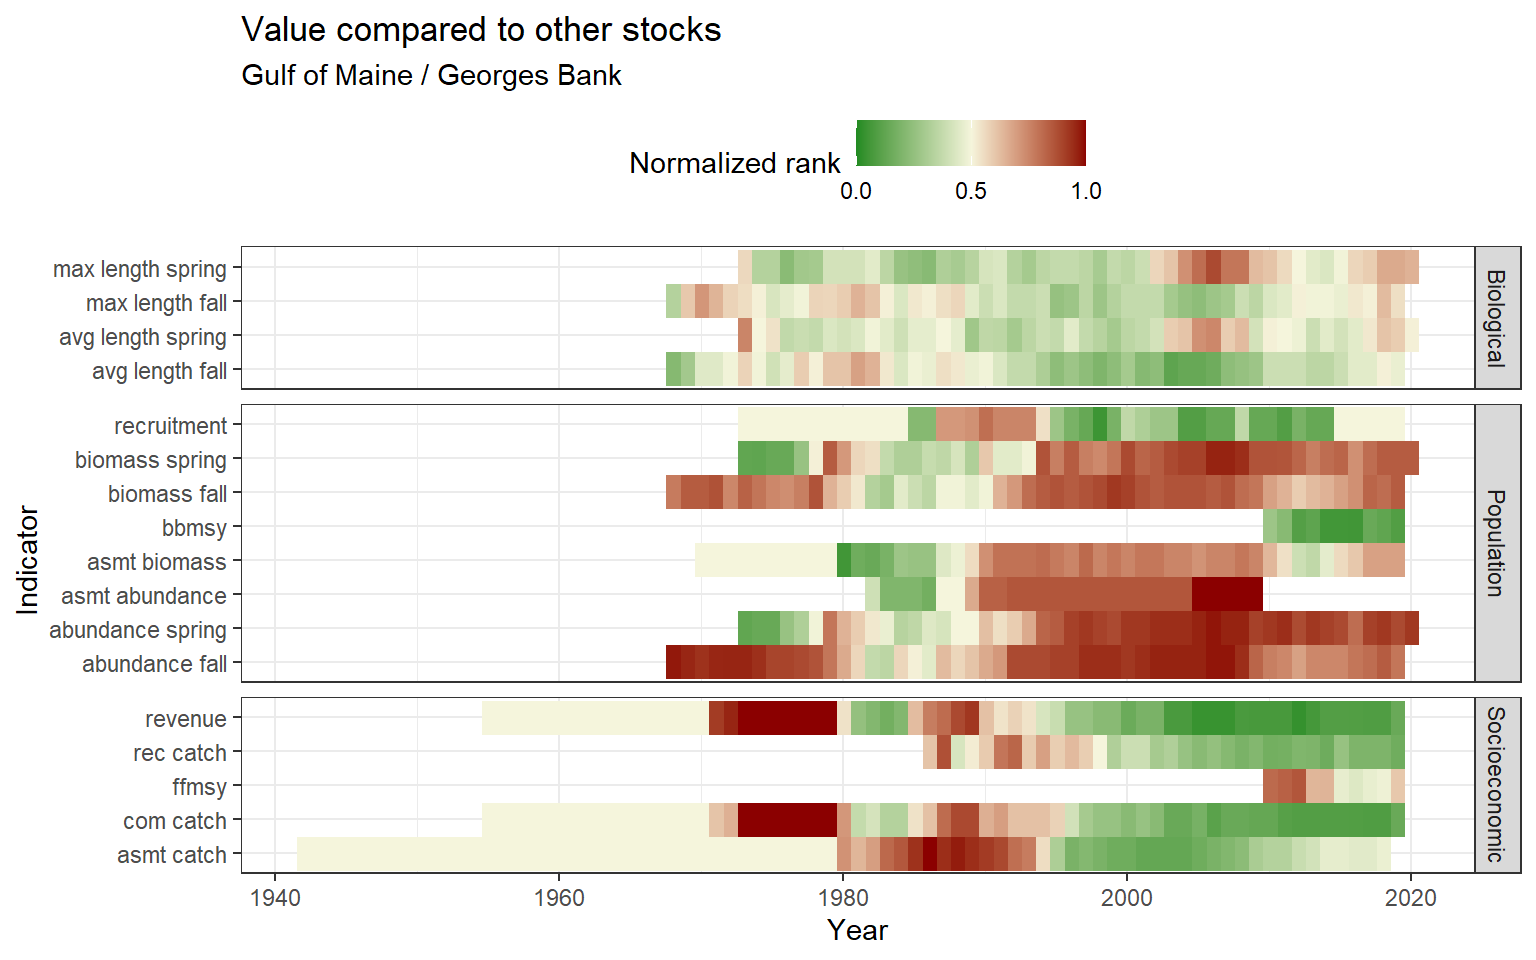 Value compared to other stocks
Gulf of Maine / Georges Bank
Normalized rank
0.0 0.5 1.0
Indicator
max length spring
max length fall
avg length spring
avg length fall
Biological
recruitment
biomass spring
biomass fall
bbmsy
asmt biomass
asmt abundance
abundance spring
abundance fall
Population
revenue
rec catch
ffmsy
com catch
asmt catch
Socioeconomic
1940 1960 1980 2000 2020
Year